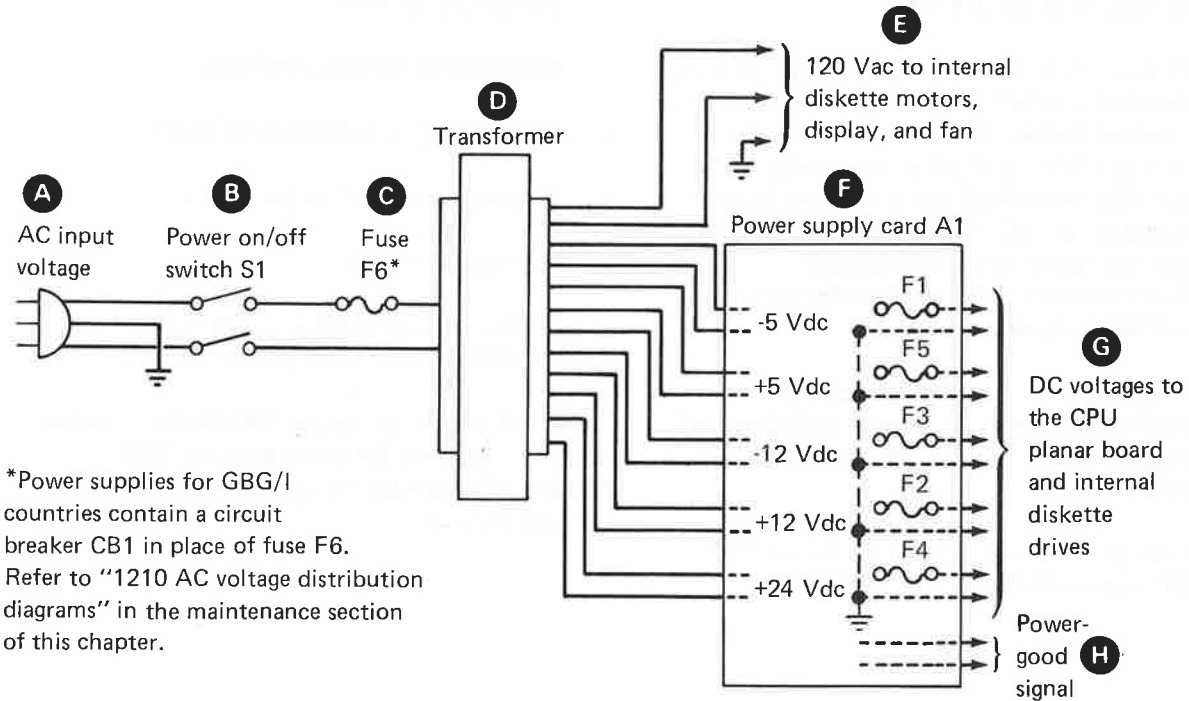 E
120 Vac to internal
diskette motors,
display, and fan
D
Transformer
A
AC input
voltage
B
Power on/off
switch S1
C
Fuse
F6*
F
Power supply card A1
-5 Vdc
F1
+5 Vdc
F5
-12 Vdc
F3
+12 Vdc
F2
+24 Vdc
F4
G
DC voltages to
the CPU
planar board
and internal
diskette
drives
Power-
good
signal
H
*Power supplies for GBG/I
countries contain a circuit
breaker CB1 in place of fuse F6.
Refer to "1210 AC voltage distribution
diagrams" in the maintenance section
of this chapter.